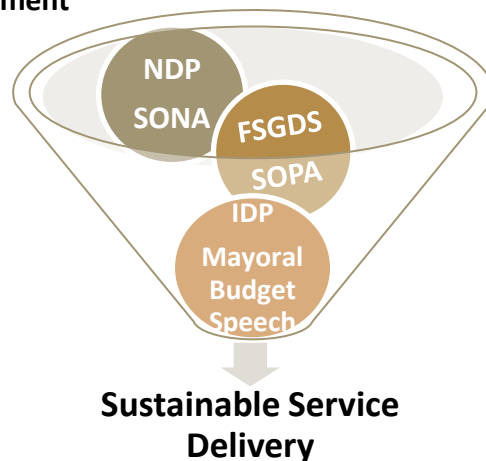 ment
NDP
SONA
FSGDS
SOPA
IDP
Mayoral
Budget
Speech
Sustainable Service
Delivery